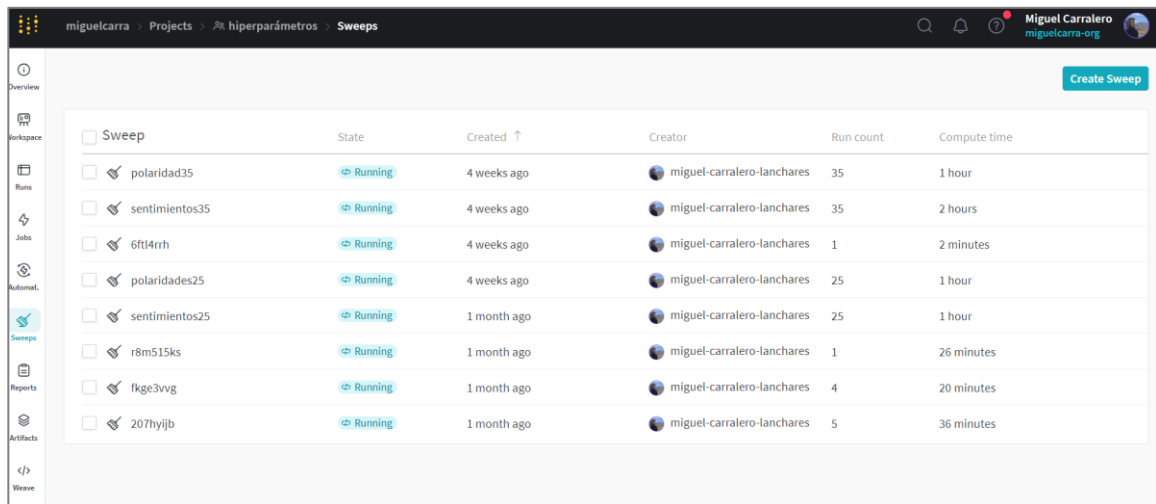 miguelcarra > Projects > hiperparámetros > Sweeps
Miguel Carralero
miguelcarra-org
Overview
Workspace
Runs
Jobs
Automat.
Sweeps
Reports
Artifacts
Weave
Create Sweep
Sweep State Created ↑ Creator Run count Compute time
polaridad35 Running 4 weeks ago miguel-carralero-lanchares 35 1 hour
sentimientos35 Running 4 weeks ago miguel-carralero-lanchares 35 2 hours
6ftl4rrh Running 4 weeks ago miguel-carralero-lanchares 1 2 minutes
polaridades25 Running 4 weeks ago miguel-carralero-lanchares 25 1 hour
sentimientos25 Running 1 month ago miguel-carralero-lanchares 25 1 hour
r8m515ks Running 1 month ago miguel-carralero-lanchares 1 26 minutes
fkge3vvg Running 1 month ago miguel-carralero-lanchares 4 20 minutes
207hyijb Running 1 month ago miguel-carralero-lanchares 5 36 minutes